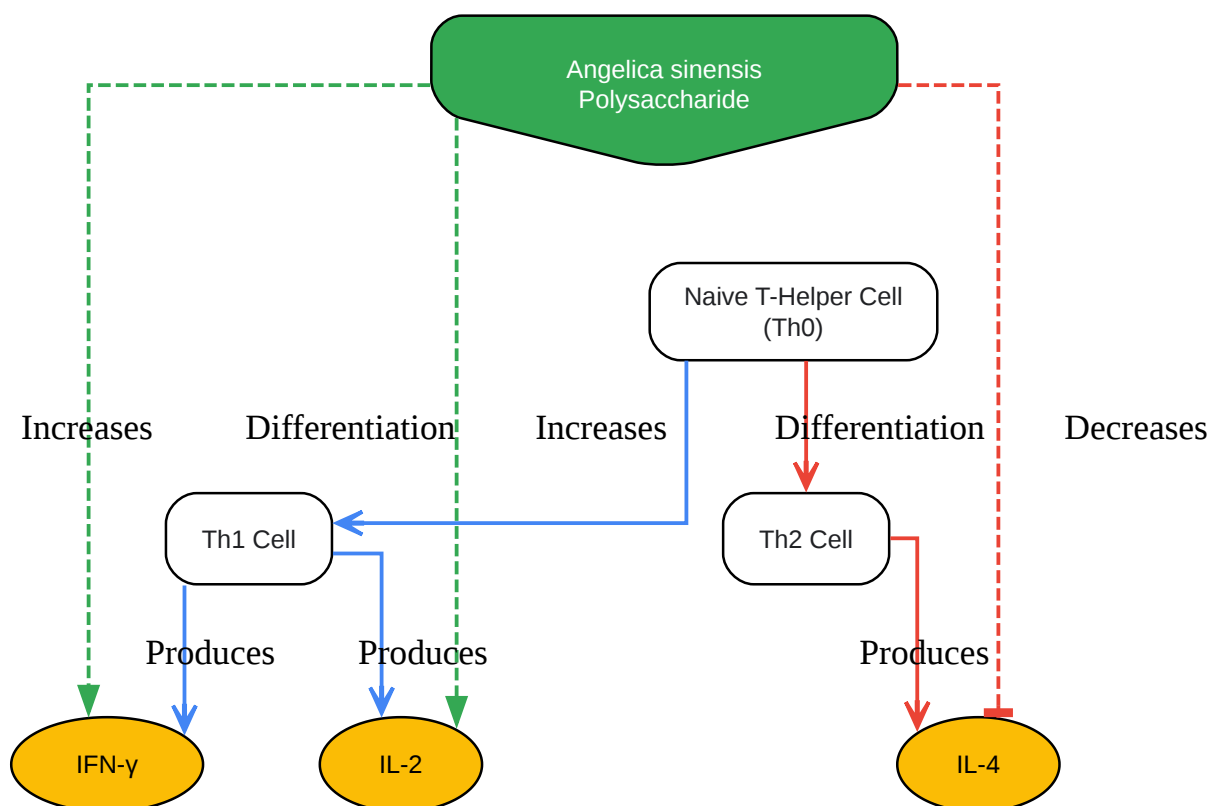 Angelica sinensis
Polysaccharide
Naive T-Helper Cell
(Th0)
Increases
Differentiation
Increases
Differentiation
Decreases
Th1 Cell
Th2 Cell
Produces
Produces
Produces
IFN-γ
IL-2
IL-4